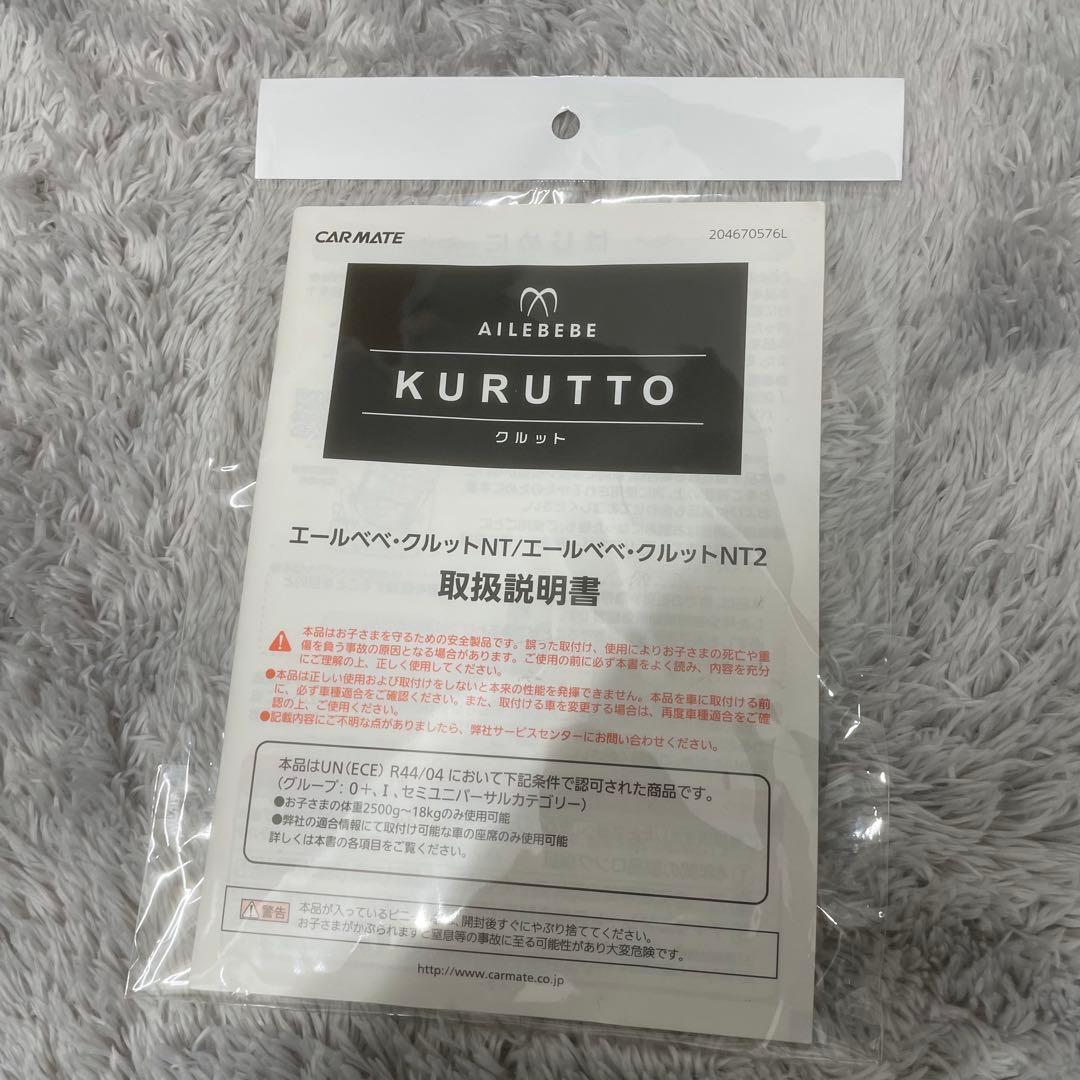 CARMATE
204670576L
AILEBEBE
KURUTTO
クルット
エールベベ・クルットNT/エールベベ・クルットNT2
取扱説明書
本品はお子さまを守るための安全製品です。誤った取付け、使用によりお子さまの死亡や重
傷を負う事故の原因となる場合があります。ご使用の前に必ず本書をよく読み、内容を充分
にご理解の上、正しく使用してください。
●本品は正しい使用および取付けをしないと本来の性能を発揮できません。本品を車に取付ける前
に、必ず車種適合をご確認ください。また、取付ける車を変更する場合は、再度車種適合をご確
認の上、ご使用ください。
●記載内容にご不明な点がありましたら、弊社サービスセンターにお問い合わせください。
本品はUN(ECE) R44/04 において下記条件で認可された商品です。
(グループ: 0+、I、セミユニバーサルカテゴリー)
●お子さまの体重2500g〜18kgのみ使用可能
●弊社の適合情報にて取付け可能な車の座席のみ使用可能
詳しくは本書の各項目をご覧ください。
警告
本品が入っているビニ 開封後すぐにやぶり捨ててください。
お子さまがかぶられますと窒息等の事故に至る可能性があり大変危険です。
http://www.carmate.co.jp